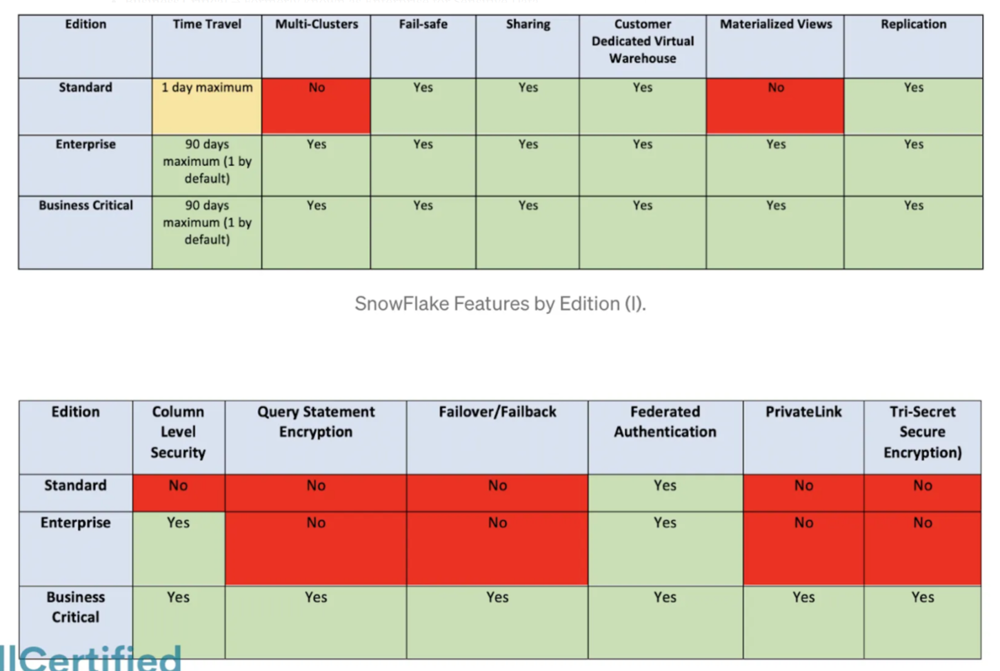 Edition Time Travel Multi-Clusters Fail-safe Sharing Customer Materialized Views Replication
Dedicated Virtual
Warehouse
Standard 1 day maximum No Yes Yes Yes No Yes
Enterprise 90 days Yes Yes Yes Yes Yes Yes
maximum (1 by
default)
Business Critical 90 days Yes Yes Yes Yes Yes Yes
maximum (1 by
default)
SnowFlake Features by Edition (I).
Edition Column Query Statement Failover/Failback Federated PrivateLink Tri-Secret
Level Encryption Authentication Secure
Security Encryption)
Standard No No No Yes No No
Enterprise Yes No No Yes No No
Business Yes Yes Yes Yes Yes Yes
Critical
llCertified